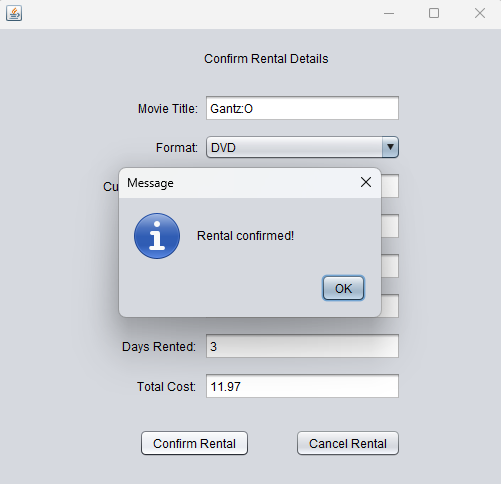 Confirm Rental Details
Movie Title: Gantz:O
Format: DVD
Cu
Message
Rental confirmed!
OK
Days Rented: 3
Total Cost: 11.97
Confirm Rental Cancel Rental